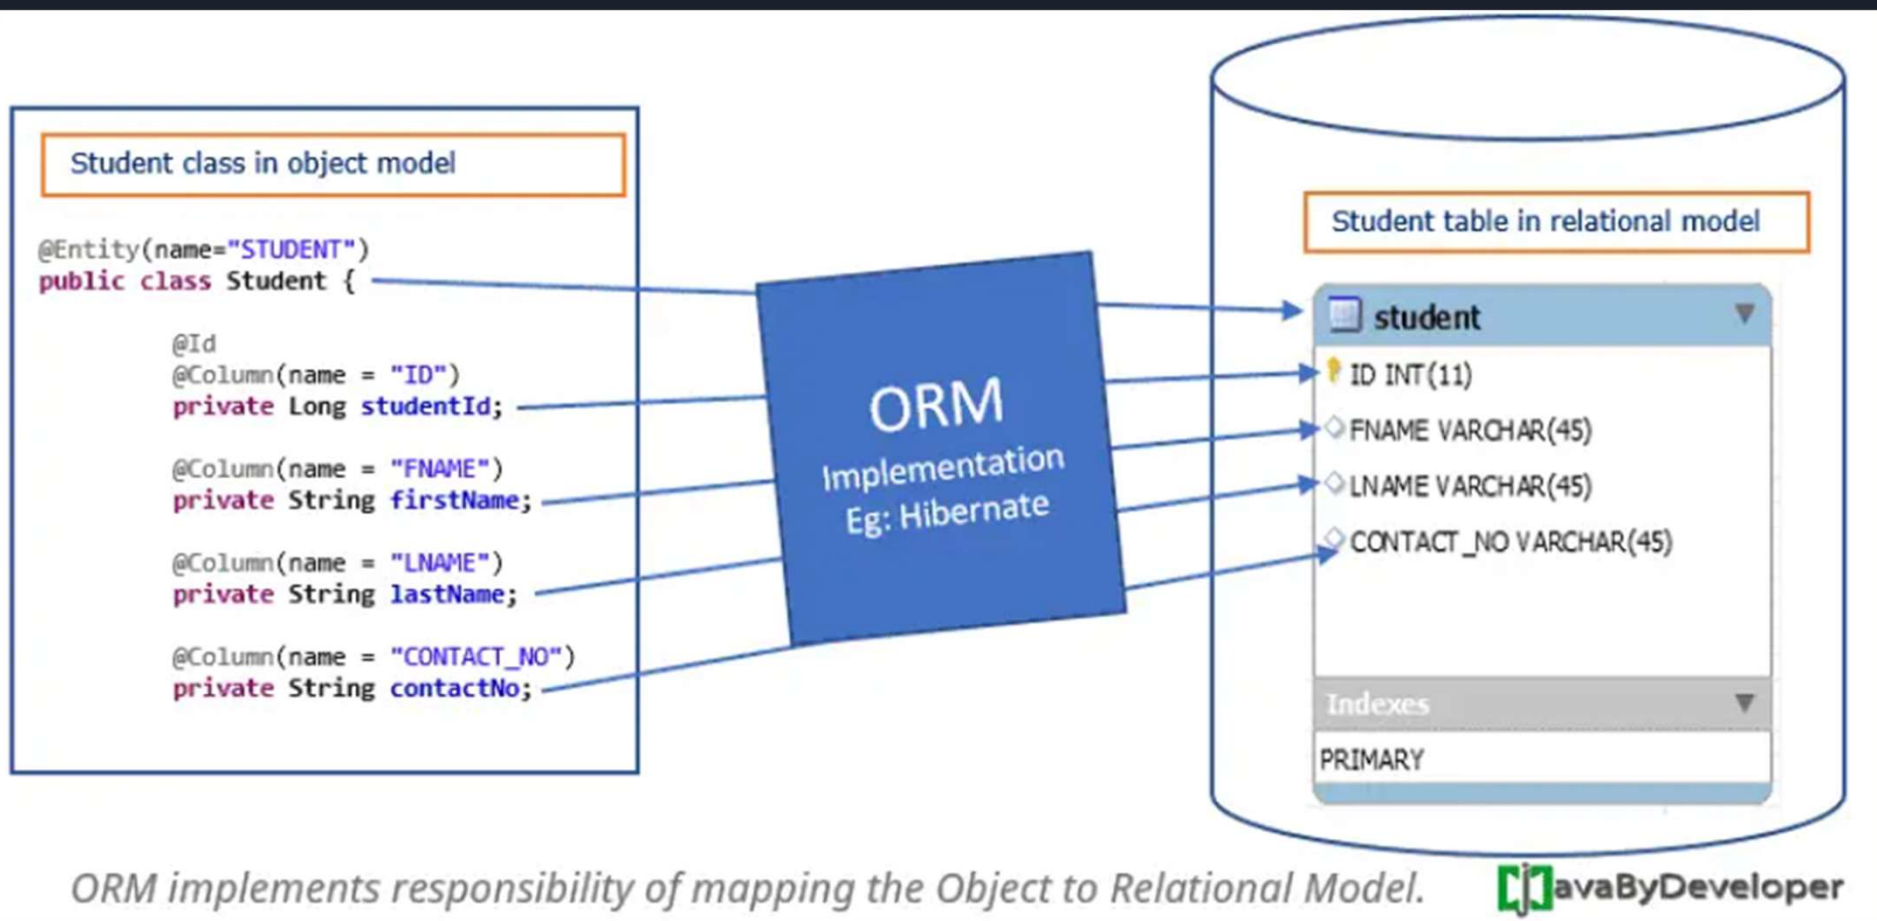 Student class in object model
@Entity(name="STUDENT")
public class Student {
@Id
@Column(name = "ID")
private Long studentId;
@Column(name = "FNAME")
private String firstName;
@Column(name = "LNAME")
private String lastName;
@Column(name = "CONTACT_NO")
private String contactNo;
ORM
Implementation
Eg: Hibernate
Student table in relational model
student
ID INT(11)
FNAME VARCHAR(45)
LNAME VARCHAR(45)
CONTACT_NO VARCHAR(45)
Indexes
PRIMARY
ORM implements responsibility of mapping the Object to Relational Model.
JavaByDeveloper